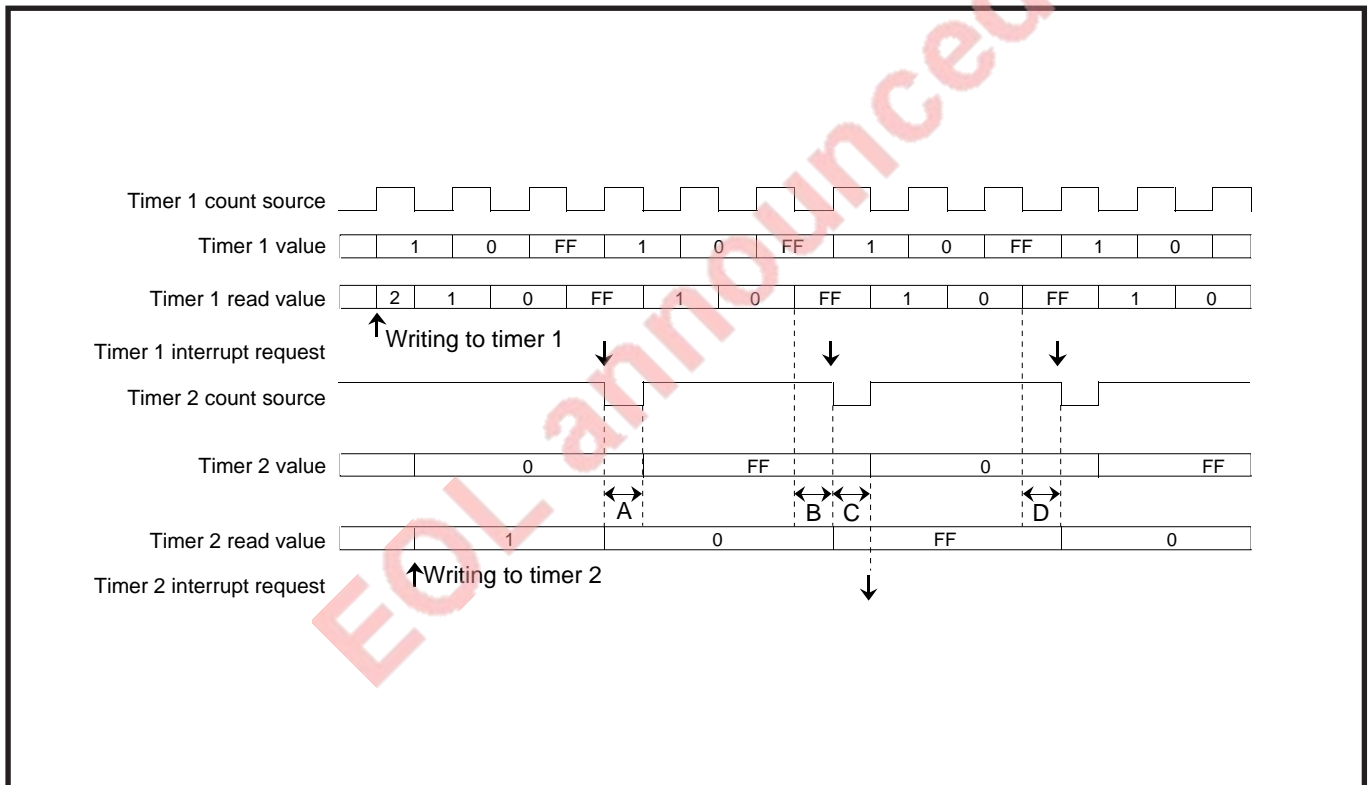 EOL announced
Timer 1 count source
Timer 1 value 1 0 FF 1 0 FF 1 0 FF 1 0
Timer 1 read value 2 1 0 FF 1 0 FF 1 0 FF 1 0
Writing to timer 1
Timer 1 interrupt request
Timer 2 count source
Timer 2 value 0 FF 0 FF
A B C D
Timer 2 read value 1 0 FF 0
Writing to timer 2
Timer 2 interrupt request